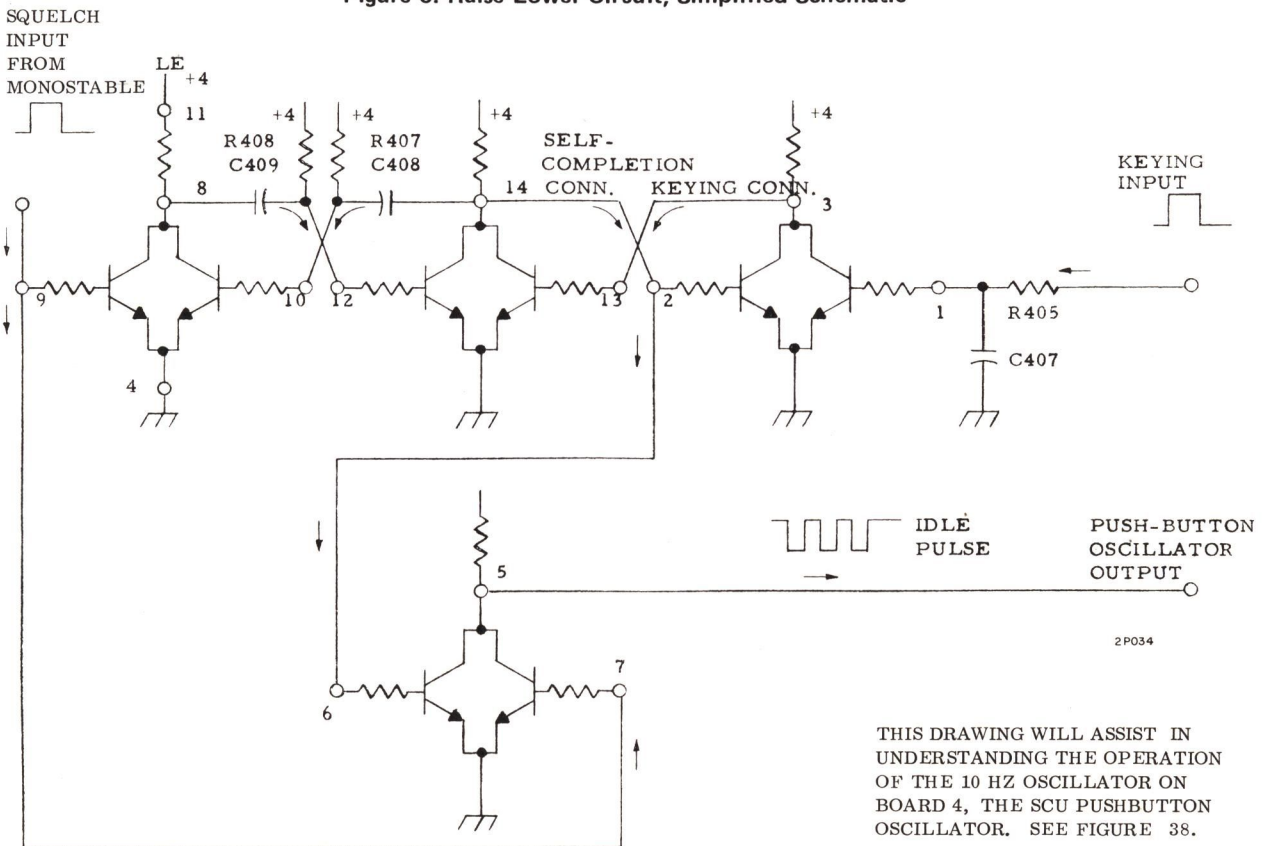 Figure 8. Raise-Lower Circuit, Simplified Schematic
SQUELCH
INPUT
FROM
MONOSTABLE
LE
+4
11
+4
R408
C409
+4
R407
C408
+4
SELF-
COMPLETION
CONN.
KEYING CONN.
+4
KEYING
INPUT
8
14
3
9
10
12
13
2
1
R405
C407
4
5
IDLE
PULSE
PUSH-BUTTON
OSCILLATOR
OUTPUT
2P034
6
7
THIS DRAWING WILL ASSIST IN
UNDERSTANDING THE OPERATION
OF THE 10 HZ OSCILLATOR ON
BOARD 4, THE SCU PUSHBUTTON
OSCILLATOR. SEE FIGURE 38.